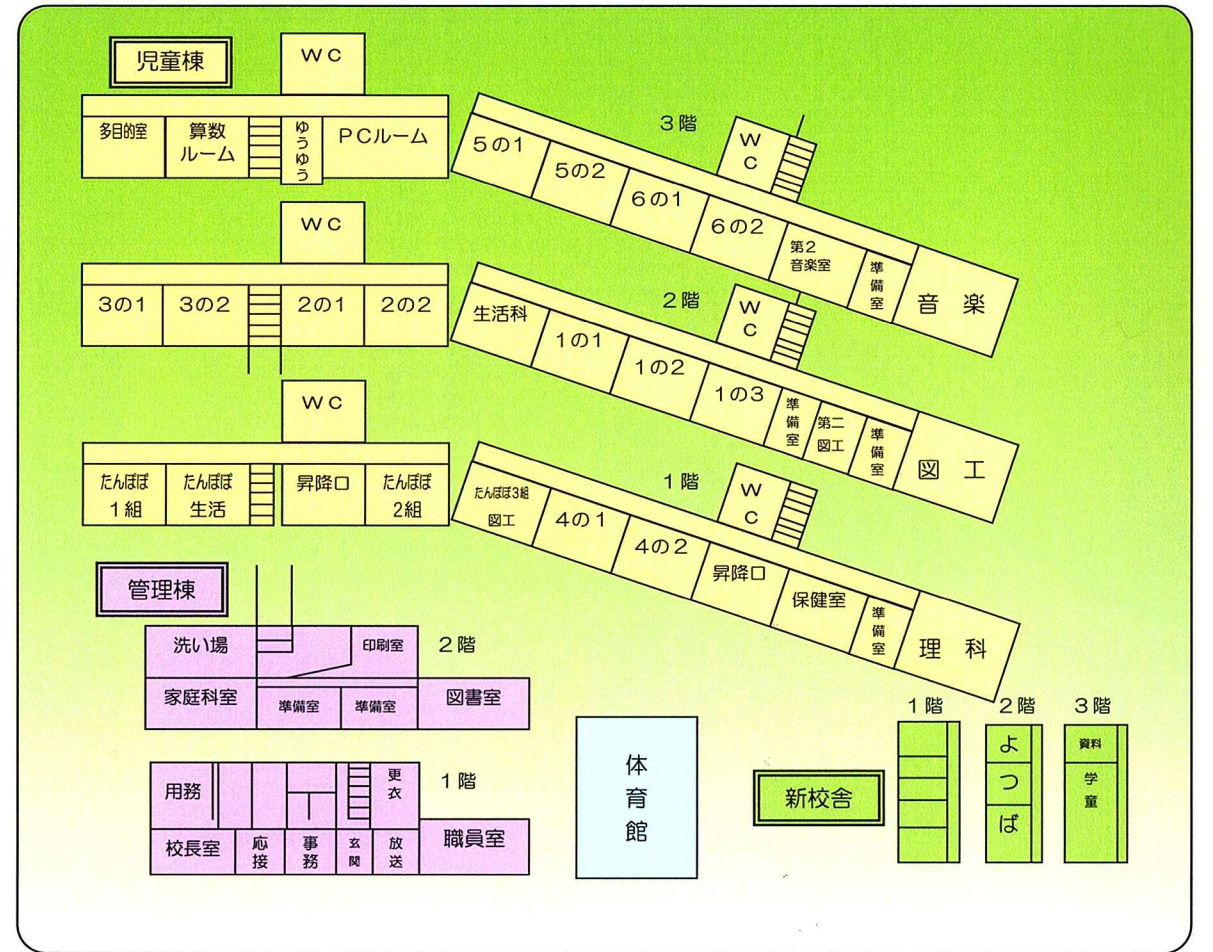 児童棟
WC
多目的室
算数
ルーム
ゆうゆう
PCルーム
3階
WC
5の1
5の2
6の1
6の2
第2
音楽室
準備室
音 楽
WC
3の1
3の2
2の1
2の2
2階
WC
生活科
1の1
1の2
1の3
準備室
第二
図工
準備室
図 工
WC
たんぽぽ
1組
たんぽぽ
生活
昇降口
たんぽぽ
2組
1階
WC
たんぽぽ3組
図工
4の1
4の2
昇降口
保健室
準備室
理 科
管理棟
洗い場
印刷室
2階
家庭科室
準備室
準備室
図書室
用務
更衣
1階
校長室
応接
事務
玄関
放送
職員室
体育館
新校舎
1階
2階
3階
よつば
資料
学童